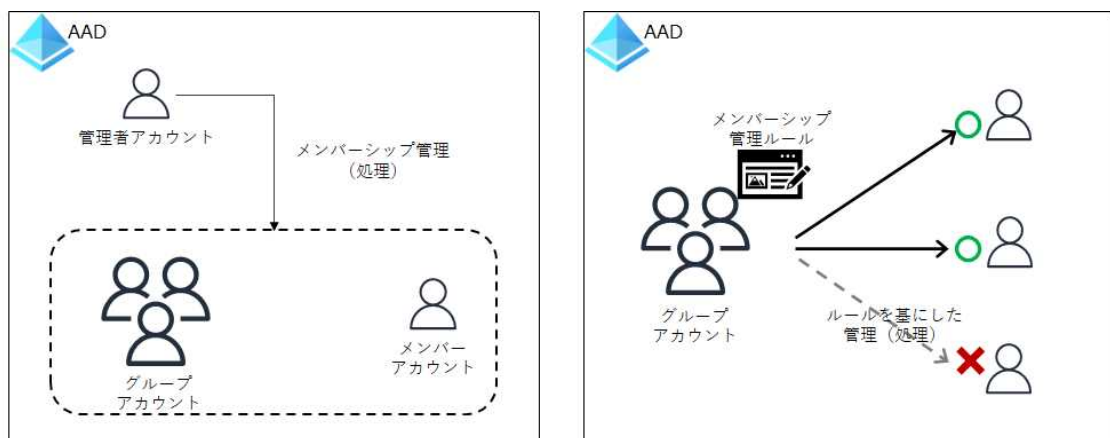 AAD
管理者アカウント
メンバーシップ管理
（処理）
グループ
アカウント
メンバー
アカウント
AAD
メンバーシップ
管理ルール
グループ
アカウント
ルールを基にした
管理（処理）